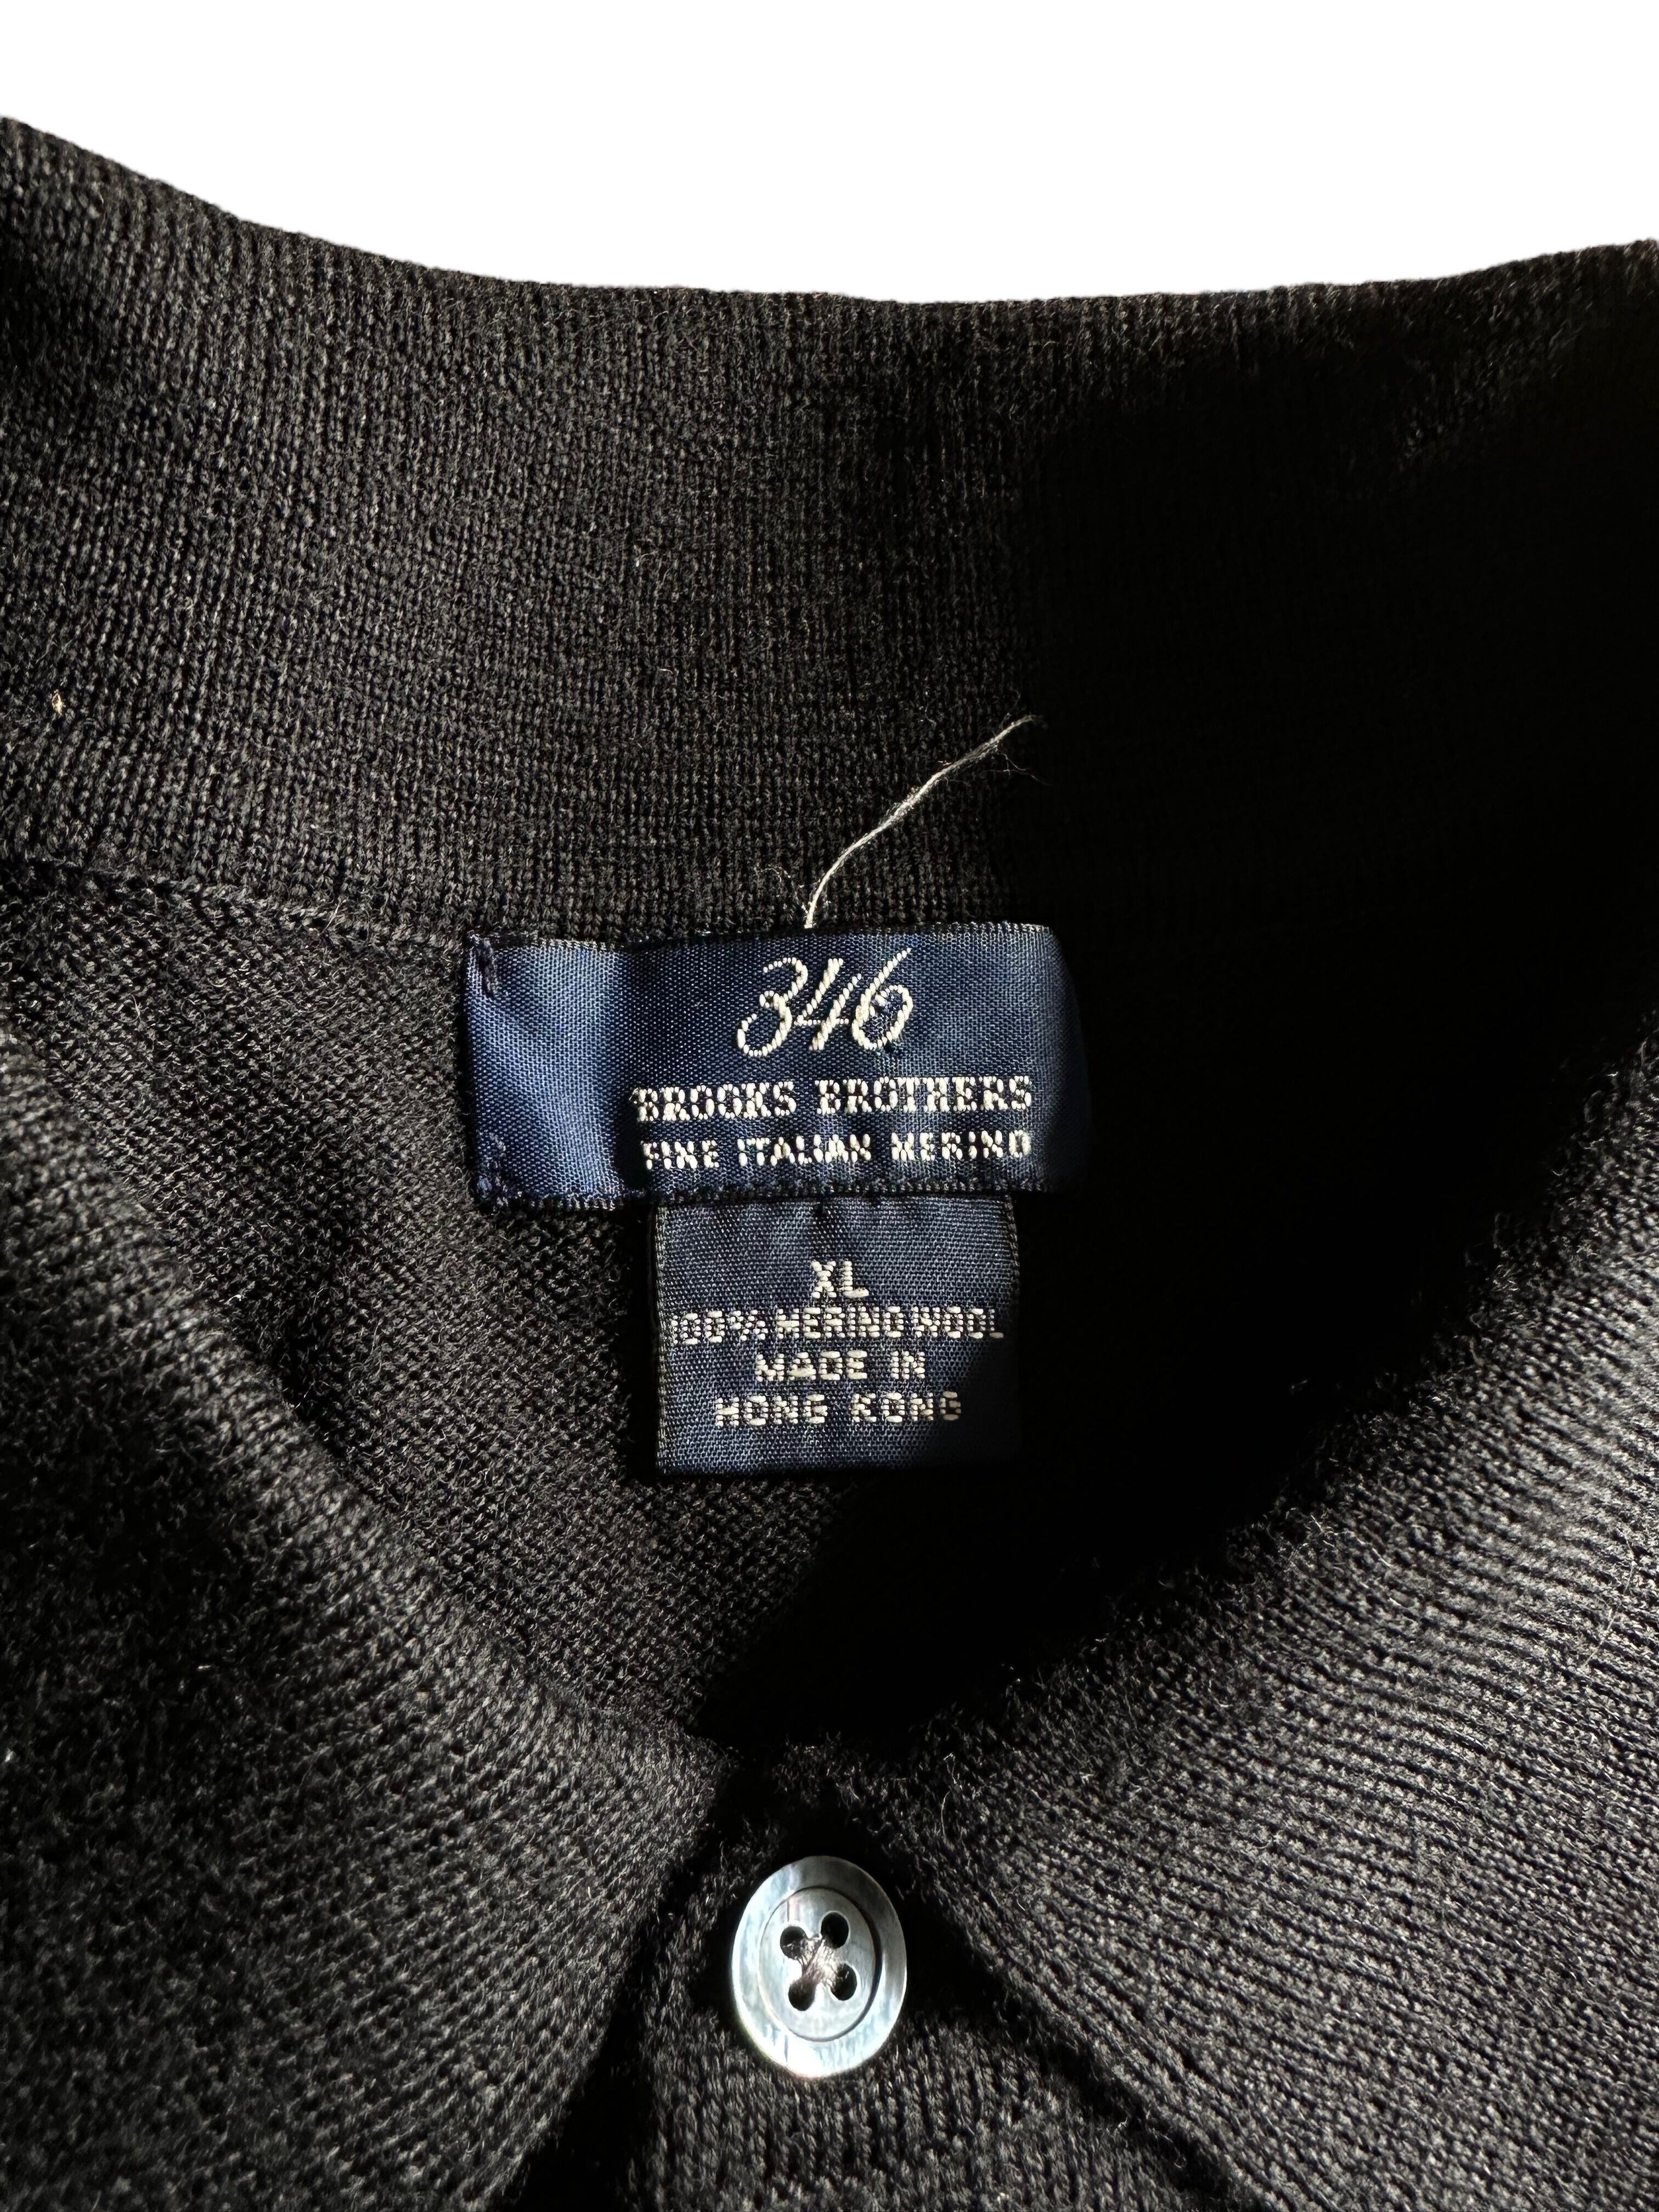 346
BROOKS BROTHERS
FINE ITALIAN MERINO
XL
100% MERINO WOOL
MADE IN
HONG KONG